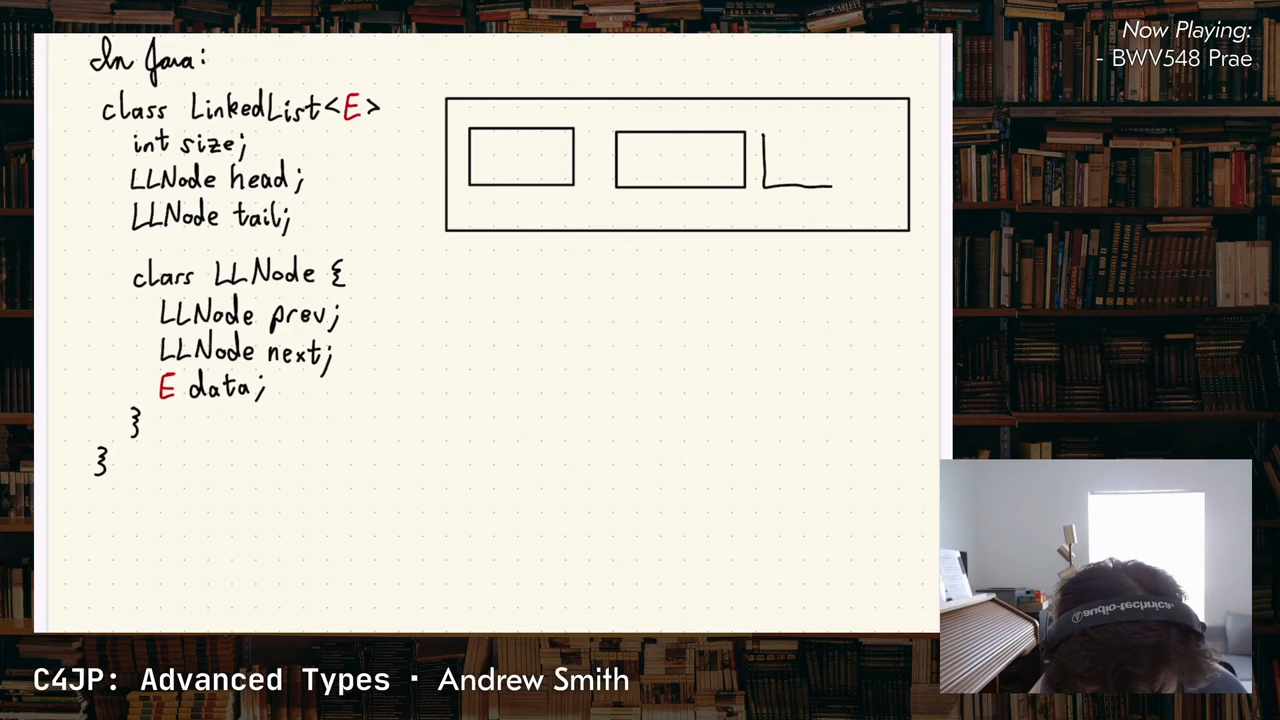 In Java:
class LinkedList<E>
int size;
LLNode head;
LLNode tail;
class LLNode {
LLNode prev;
LLNode next;
E data;
}
}
Now Playing:
- BWV548 Prae
audio-technica
C4JP: Advanced Types · Andrew Smith